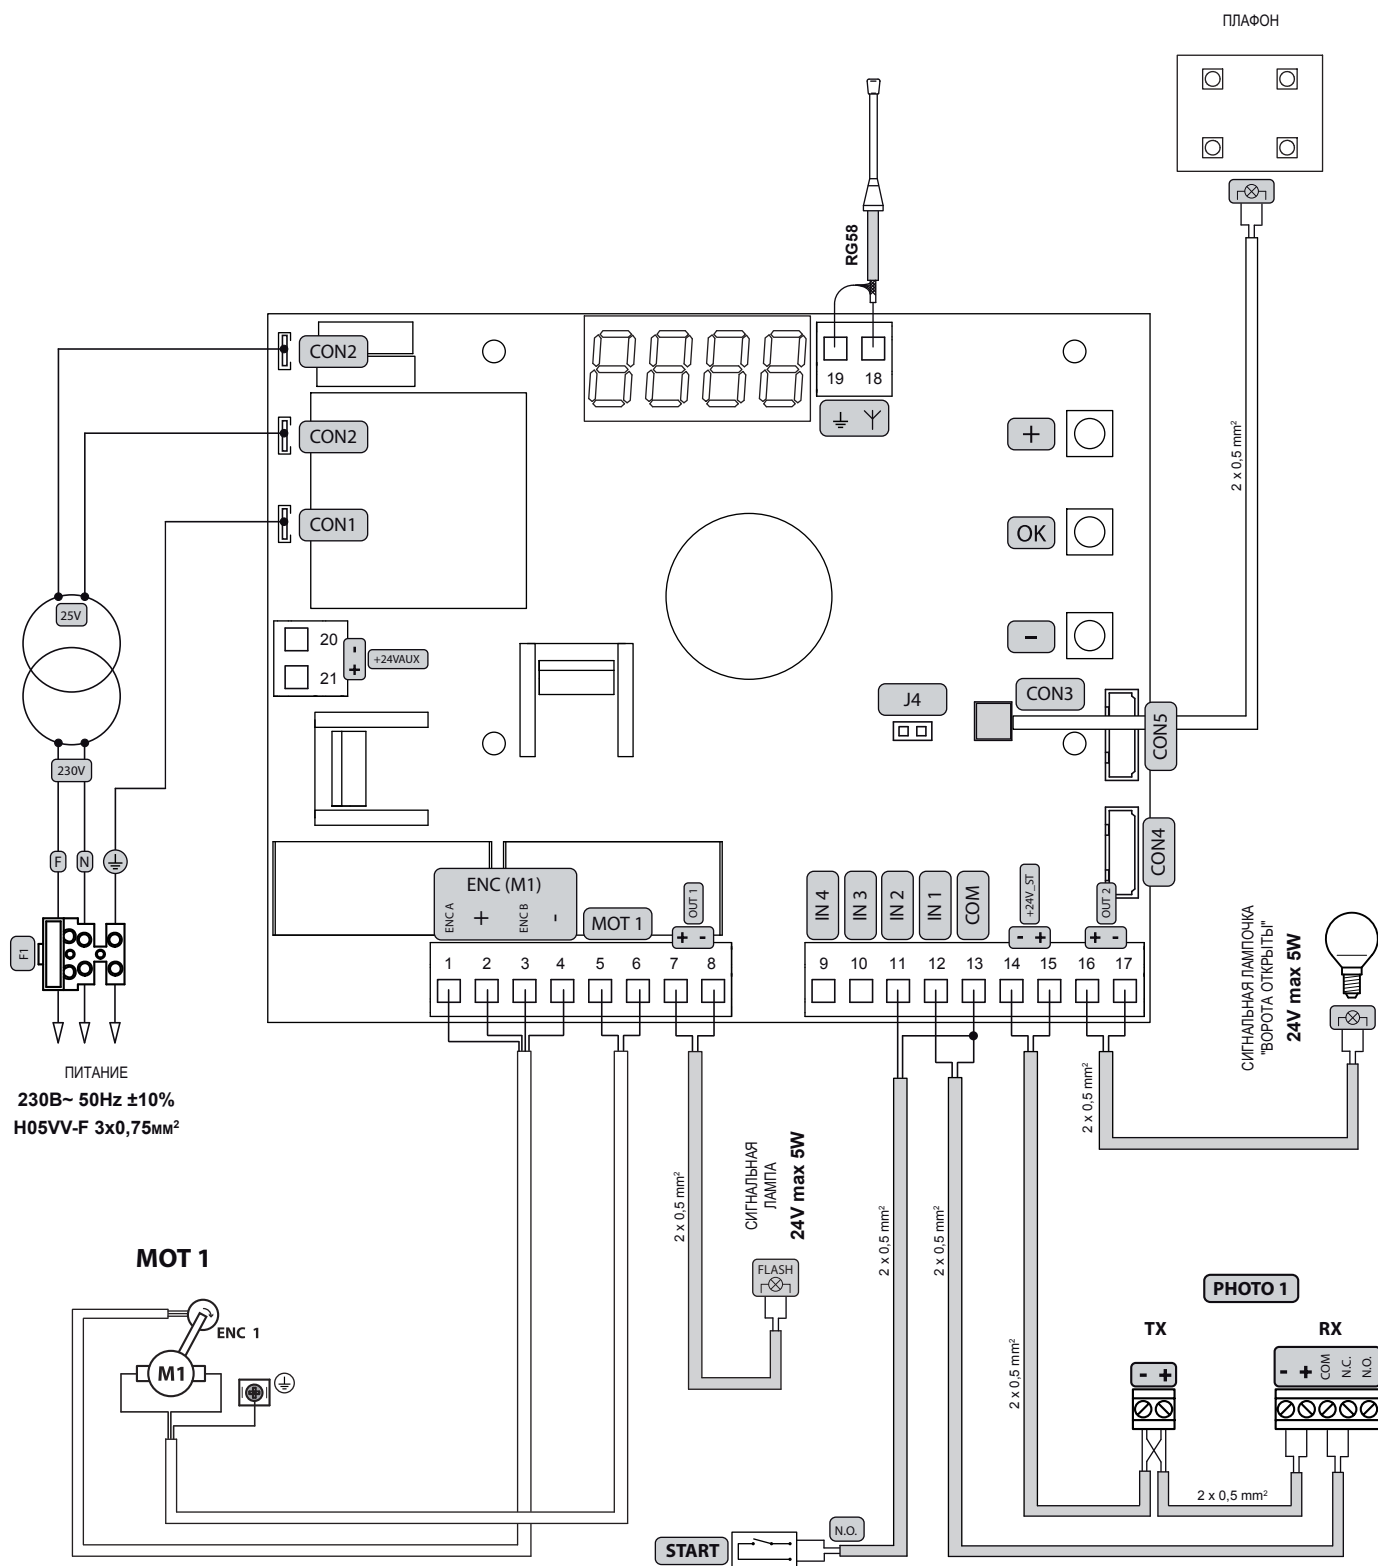 ПЛАФОН
RG58
2 x 0,5 mm²
CON2
19 18
CON2
+
CON1
OK
25V
20
-
+
+24VAUX
21
-
J4
CON3
CON5
230V
F N
CON4
F1
ENC (M1)
ENC A
+
ENC B
-
MOT 1
OUT 1
+ -
IN 4
IN 3
IN 2
IN 1
COM
+24V_ST
- +
OUT 2
+ -
1 2 3 4 5 6 7 8
9 10 11 12 13 14 15 16 17
СИГНАЛЬНАЯ ЛАМПОЧКА
"ВОРОТА ОТКРЫТЫ"
24V max 5W
ПИТАНИЕ
230В~ 50Hz ±10%
H05VV-F 3x0,75мм²
2 x 0,5 mm²
СИГНАЛЬНАЯ
ЛАМПА
24V max 5W
2 x 0,5 mm²
2 x 0,5 mm²
2 x 0,5 mm²
FLASH
MOT 1
ENC 1
M1
PHOTO 1
TX
RX
- +
- +
COM
N.C.
N.O.
2 x 0,5 mm²
2 x 0,5 mm²
N.O.
START